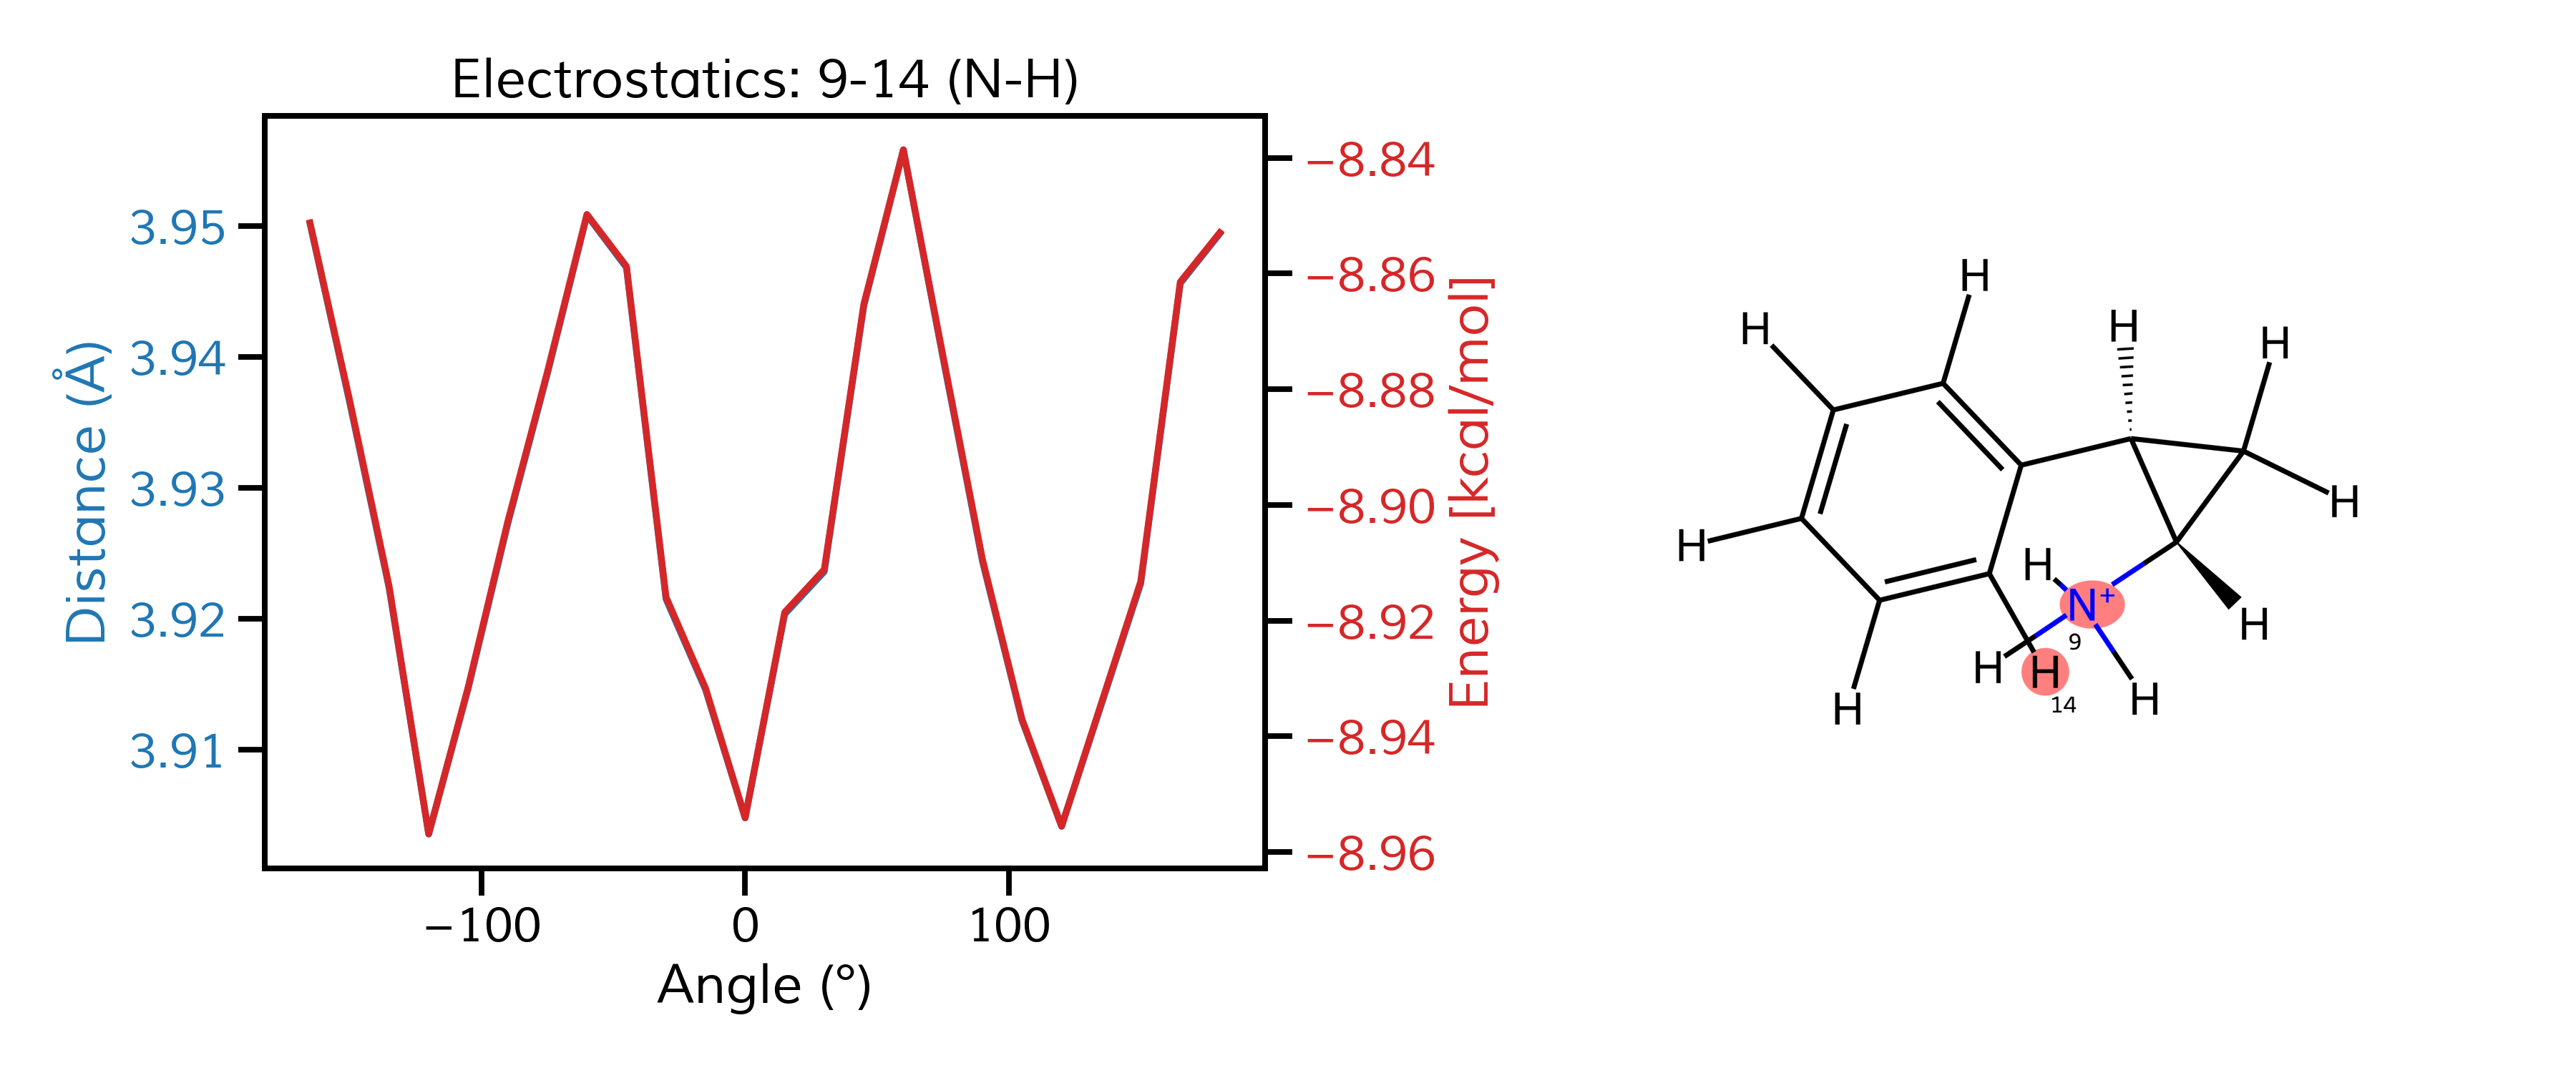 Electrostatics: 9-14 (N-H)
Distance (Å)
3.95
3.94
3.93
3.92
3.91
−8.84
−8.86
−8.88
−8.90
−8.92
−8.94
−8.96
Energy [kcal/mol]
−100
0
100
Angle (°)
H
H
H
H
H
H
H
N+
9
H
H
H
14
H
H